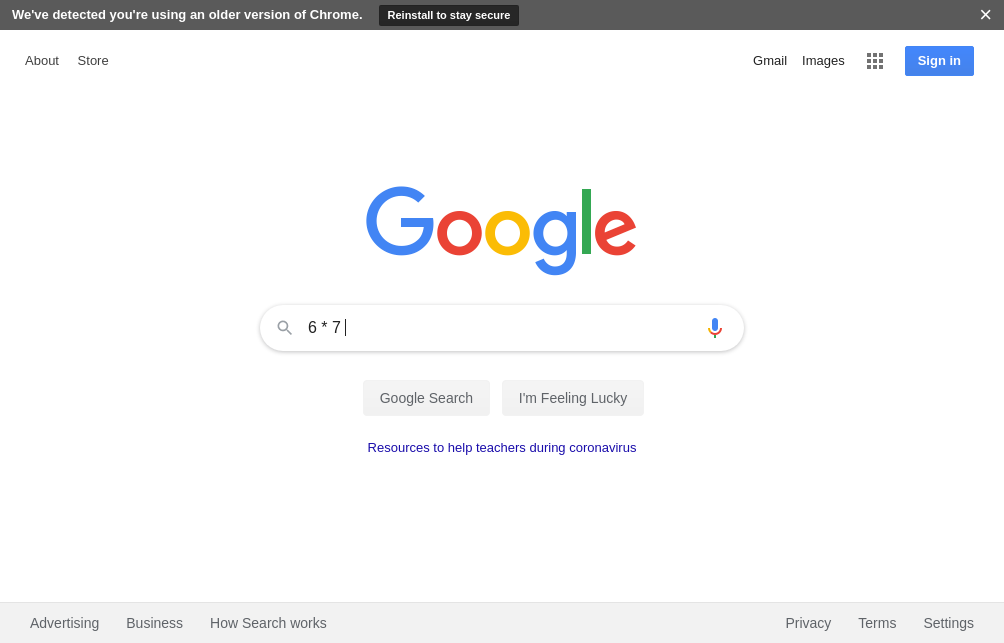 We've detected you're using an older version of Chrome. Reinstall to stay secure
About Store Gmail Images Sign in
Google
6 * 7
Google Search I'm Feeling Lucky
Resources to help teachers during coronavirus
Advertising Business How Search works Privacy Terms Settings